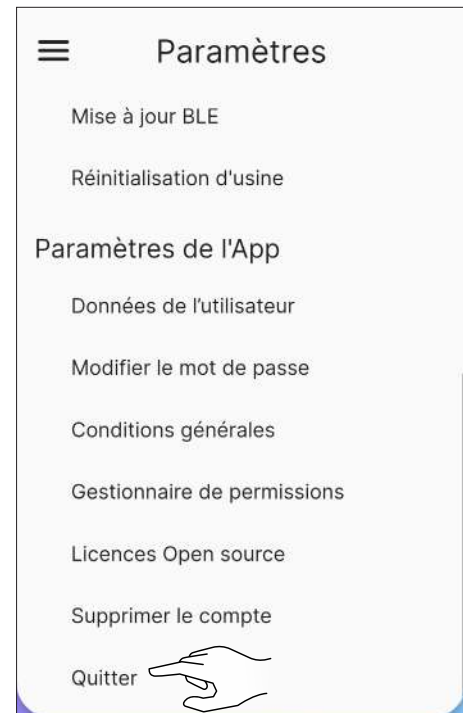 Paramètres
Mise à jour BLE
Réinitialisation d'usine
Paramètres de l'App
Données de l’utilisateur
Modifier le mot de passe
Conditions générales
Gestionnaire de permissions
Licences Open source
Supprimer le compte
Quitter